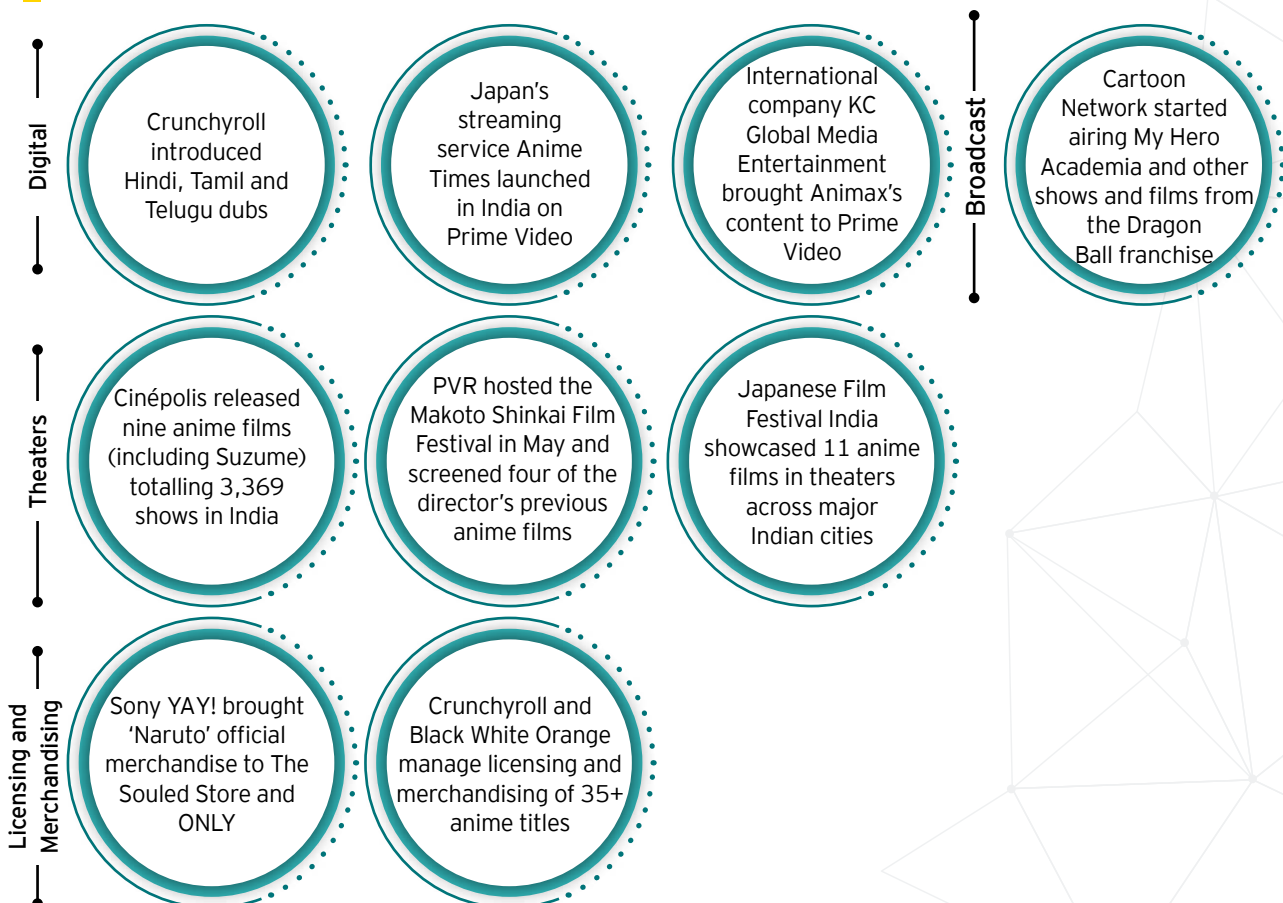 Digital
Crunchyroll
introduced
Hindi, Tamil and
Telugu dubs
Japan's
streaming
service Anime
Times launched
in India on
Prime Video
International
company KC
Global Media
Entertainment
brought Animax's
content to Prime
Video
Broadcast
Cartoon
Network started
airing My Hero
Academia and other
shows and films from
the Dragon
Ball franchise
Theaters
Cinépolis released
nine anime films
(including Suzume)
totalling 3,369
shows in India
PVR hosted the
Makoto Shinkai Film
Festival in May and
screened four of the
director's previous
anime films
Japanese Film
Festival India
showcased 11 anime
films in theaters
across major
Indian cities
Licensing and
Merchandising
Sony YAY! brought
‘Naruto’ official
merchandise to The
Souled Store and
ONLY
Crunchyroll and
Black White Orange
manage licensing and
merchandising of 35+
anime titles